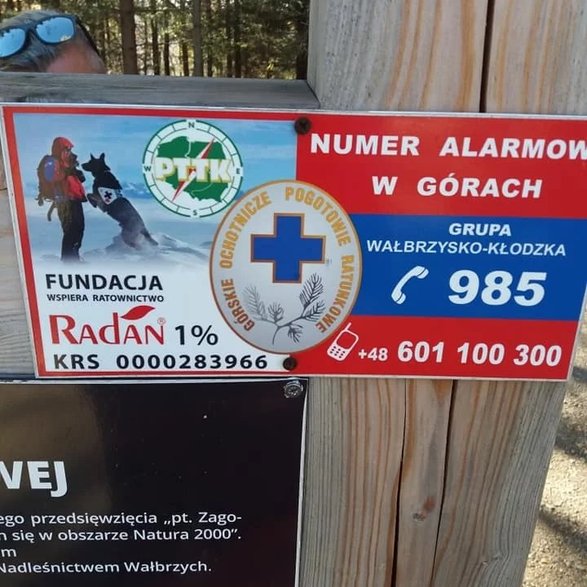 PTTK
N
E
S
W
NUMER ALARMOW
W GÓRACH
GÓRSKIE OCHOTNICZE POGOTOWIE RATUNKOWE
GRUPA
WAŁBRZYSKO-KŁODZKA
985
+48 601 100 300
FUNDACJA
WSPIERA RATOWNICTWO
RADAN® 1%
KRS 0000283966
VEJ
ego przedsięwzięcia „pt. Zago-
n się w obszarze Natura 2000”.
m
Nadleśnictwem Wałbrzych.